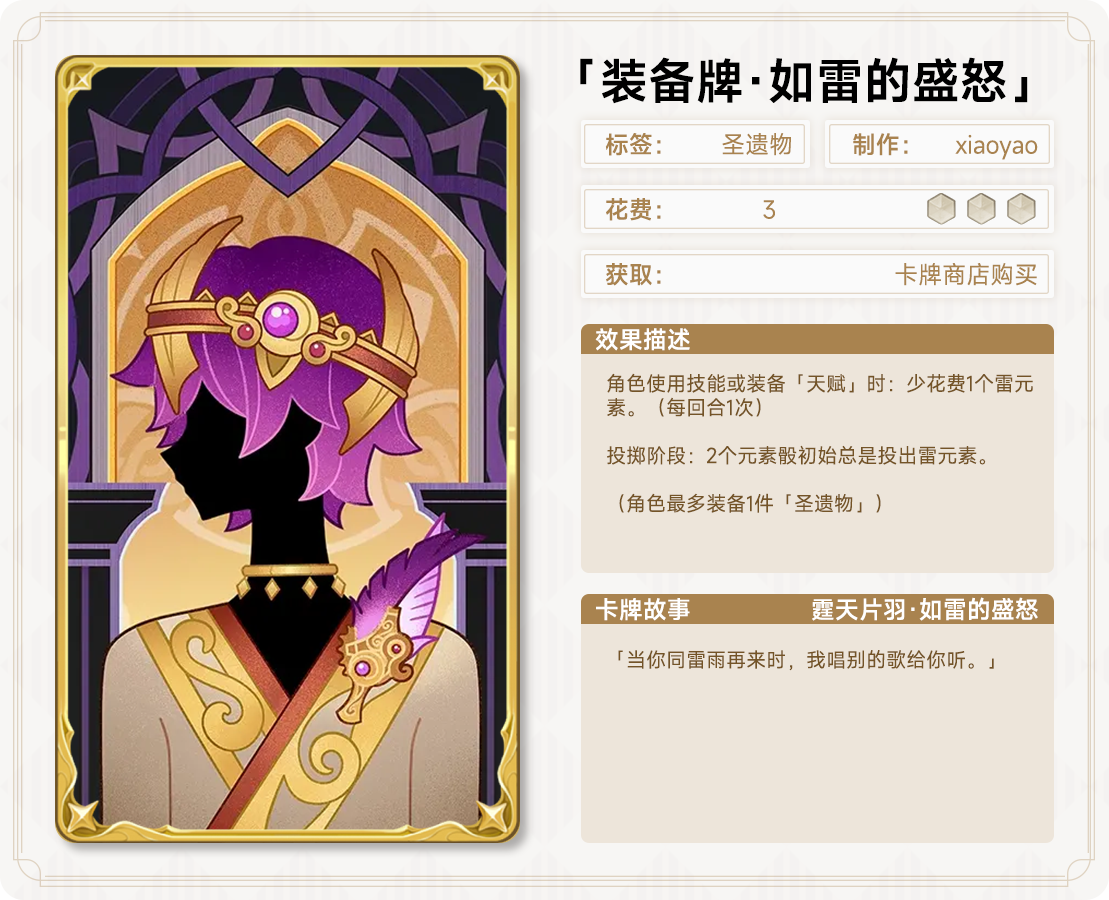 「装备牌·如雷的盛怒」
标签： 圣遗物 制作： xiaoyao
花费： 3
获取： 卡牌商店购买
效果描述
角色使用技能或装备「天赋」时：少花费1个雷元
素。（每回合1次）
投掷阶段：2个元素骰初始总是投出雷元素。
（角色最多装备1件「圣遗物」）
卡牌故事 霆天片羽·如雷的盛怒
「当你同雷雨再来时，我唱别的歌给你听。」